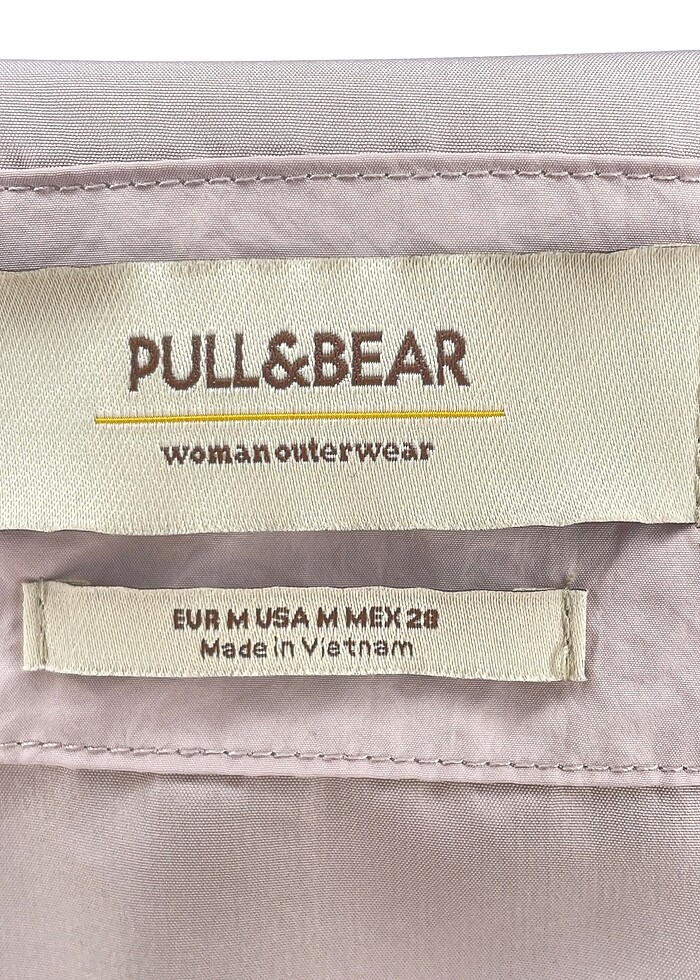 PULL&BEAR
woman outerwear
EUR M USA M MEX 28
Made in Vietnam